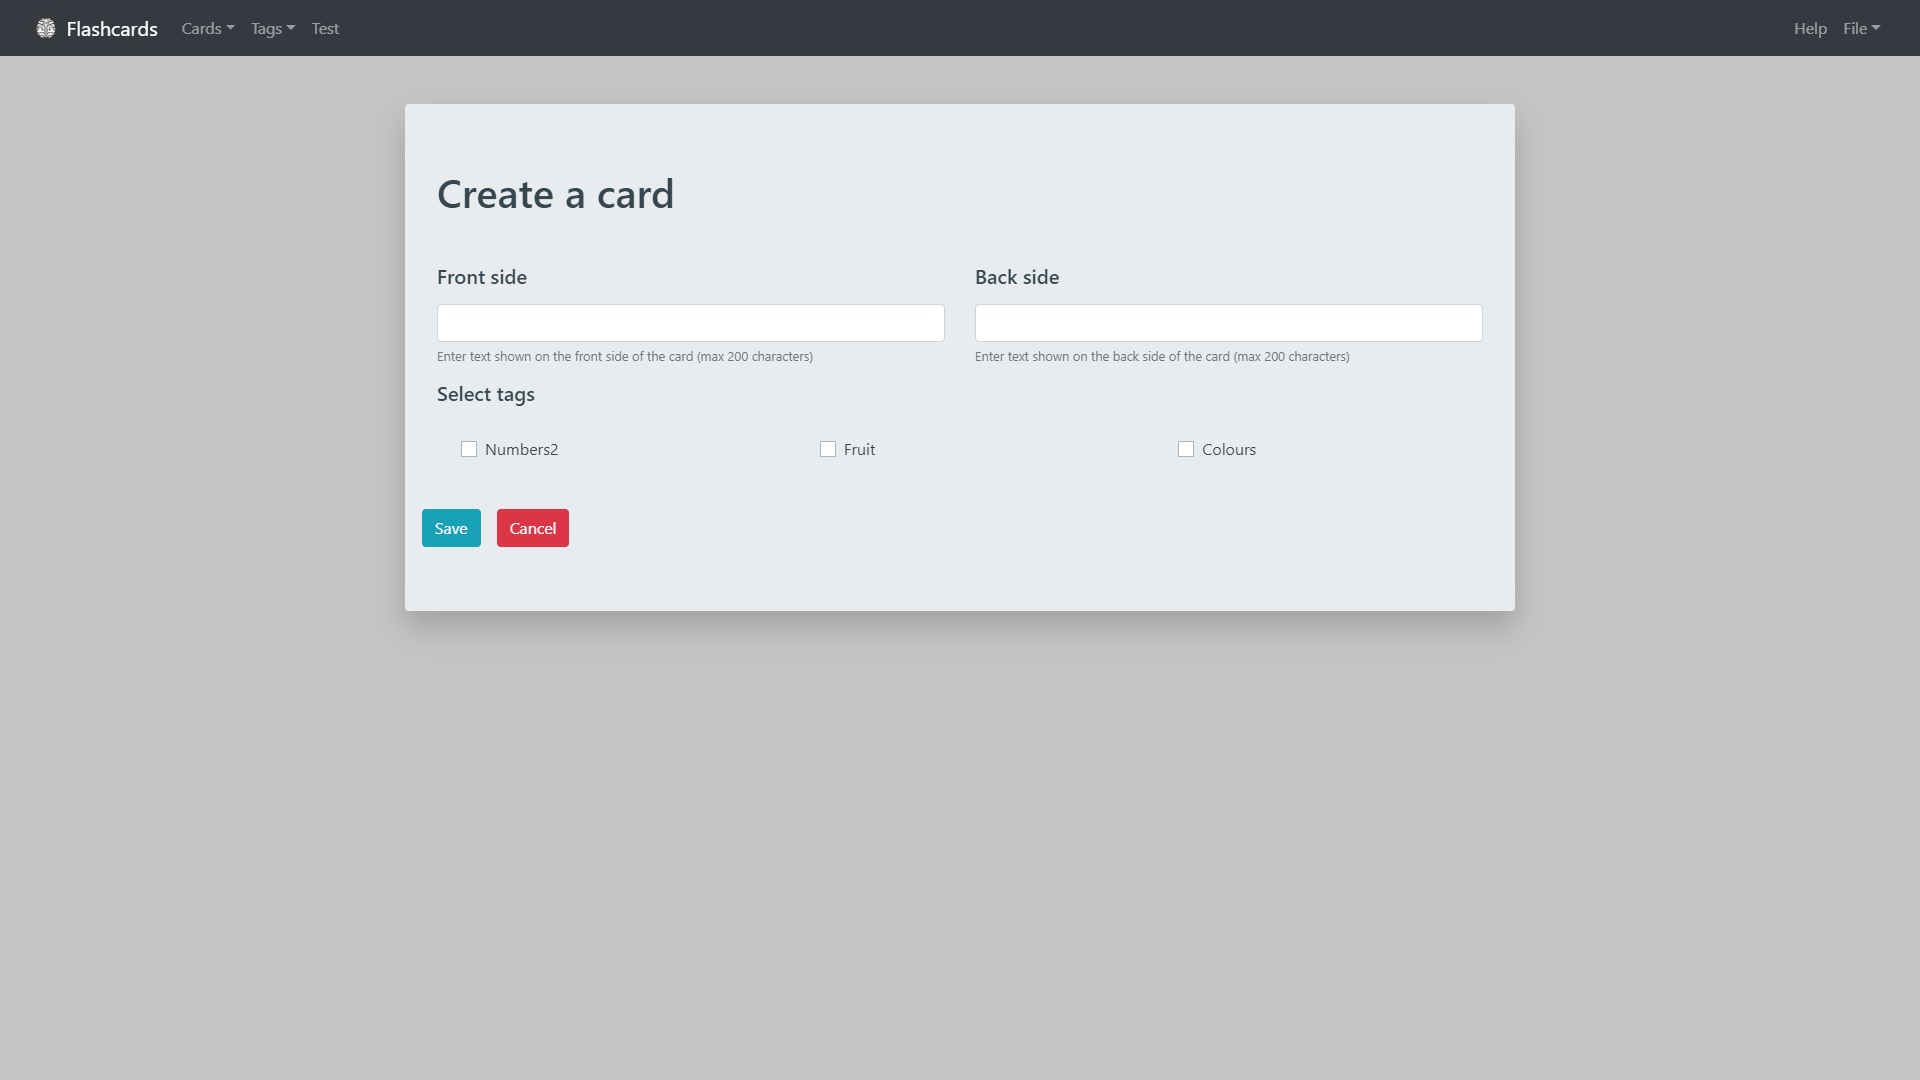 Flashcards Cards Tags Test Help File
Create a card
Front side Back side
Enter text shown on the front side of the card (max 200 characters) Enter text shown on the back side of the card (max 200 characters)
Select tags
Numbers2 Fruit Colours
Save Cancel